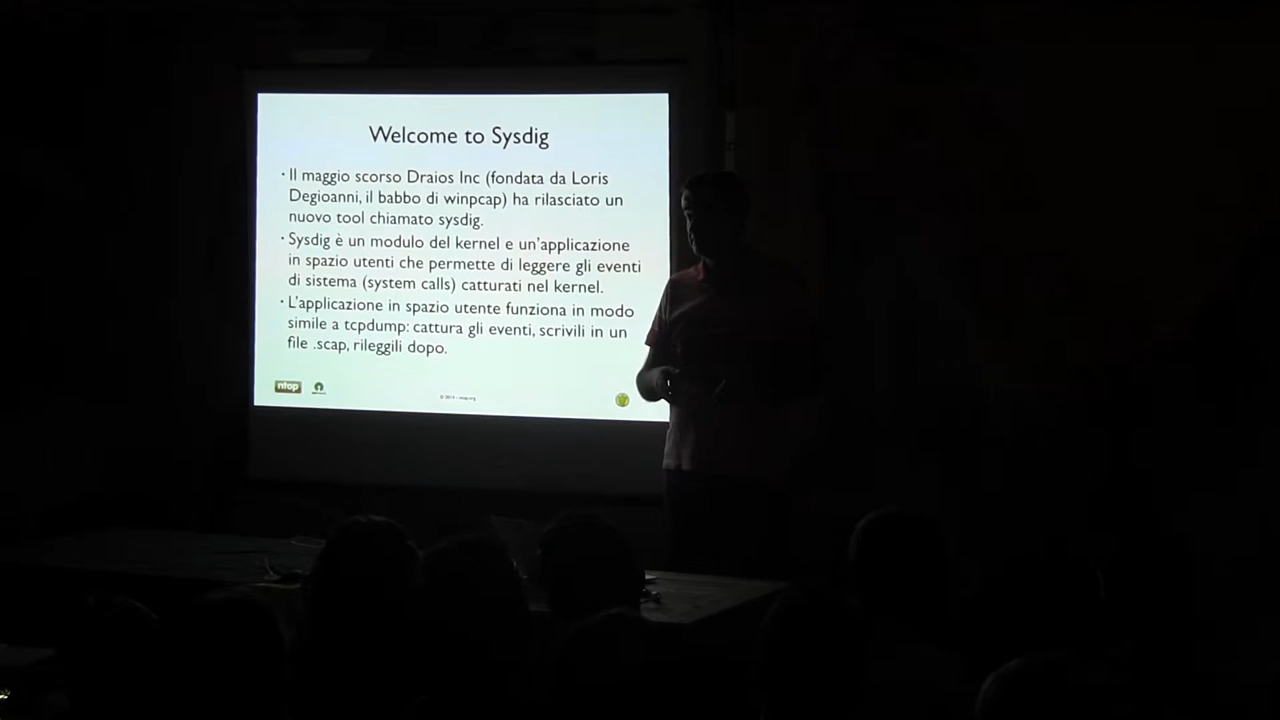 Welcome to Sysdig
· Il maggio scorso Draios Inc (fondata da Loris
Degioanni, il babbo di winpcap) ha rilasciato un
nuovo tool chiamato sysdig.
· Sysdig è un modulo del kernel e un'applicazione
in spazio utenti che permette di leggere gli eventi
di sistema (system calls) catturati nel kernel.
· L'applicazione in spazio utente funziona in modo
simile a tcpdump: cattura gli eventi, scrivili in un
file .scap, rileggili dopo.
ntop
© 2014 - ntop.org